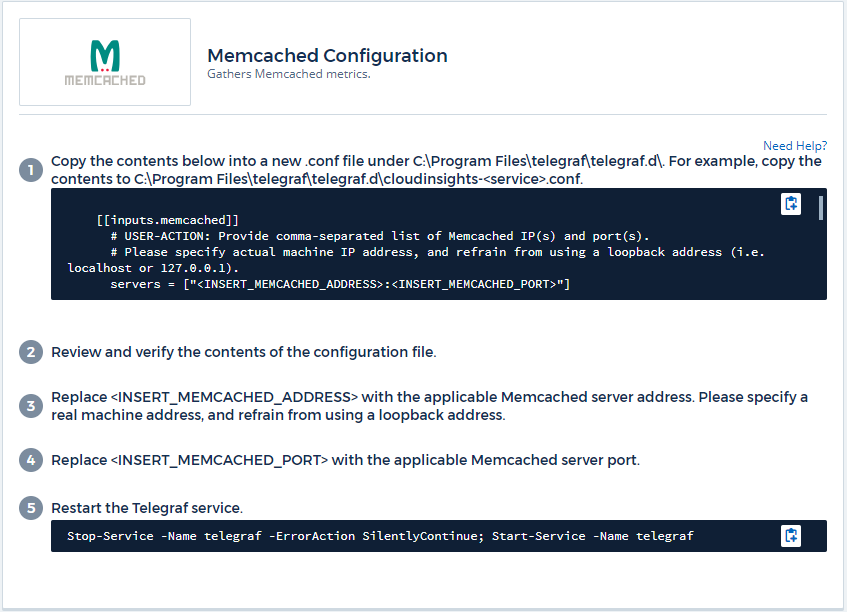 MEMCACHED
Memcached Configuration
Gathers Memcached metrics.
Need Help?
1
Copy the contents below into a new .conf file under C:\Program Files\telegraf\telegraf.d\. For example, copy the
contents to C:\Program Files\telegraf\telegraf.d\cloudinsights-<service>.conf.
[[inputs.memcached]]
# USER-ACTION: Provide comma-separated list of Memcached IP(s) and port(s).
# Please specify actual machine IP address, and refrain from using a loopback address (i.e.
localhost or 127.0.0.1).
servers = ["<INSERT_MEMCACHED_ADDRESS>:<INSERT_MEMCACHED_PORT>"]
2
Review and verify the contents of the configuration file.
3
Replace <INSERT_MEMCACHED_ADDRESS> with the applicable Memcached server address. Please specify a
real machine address, and refrain from using a loopback address.
4
Replace <INSERT_MEMCACHED_PORT> with the applicable Memcached server port.
5
Restart the Telegraf service.
Stop-Service -Name telegraf -ErrorAction SilentlyContinue; Start-Service -Name telegraf